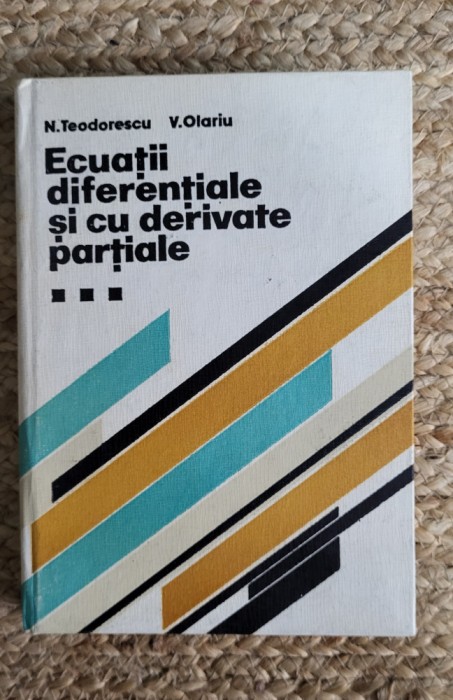 N.Teodorescu V.Olariu
Ecuații
diferențiale
și cu derivate
parțiale